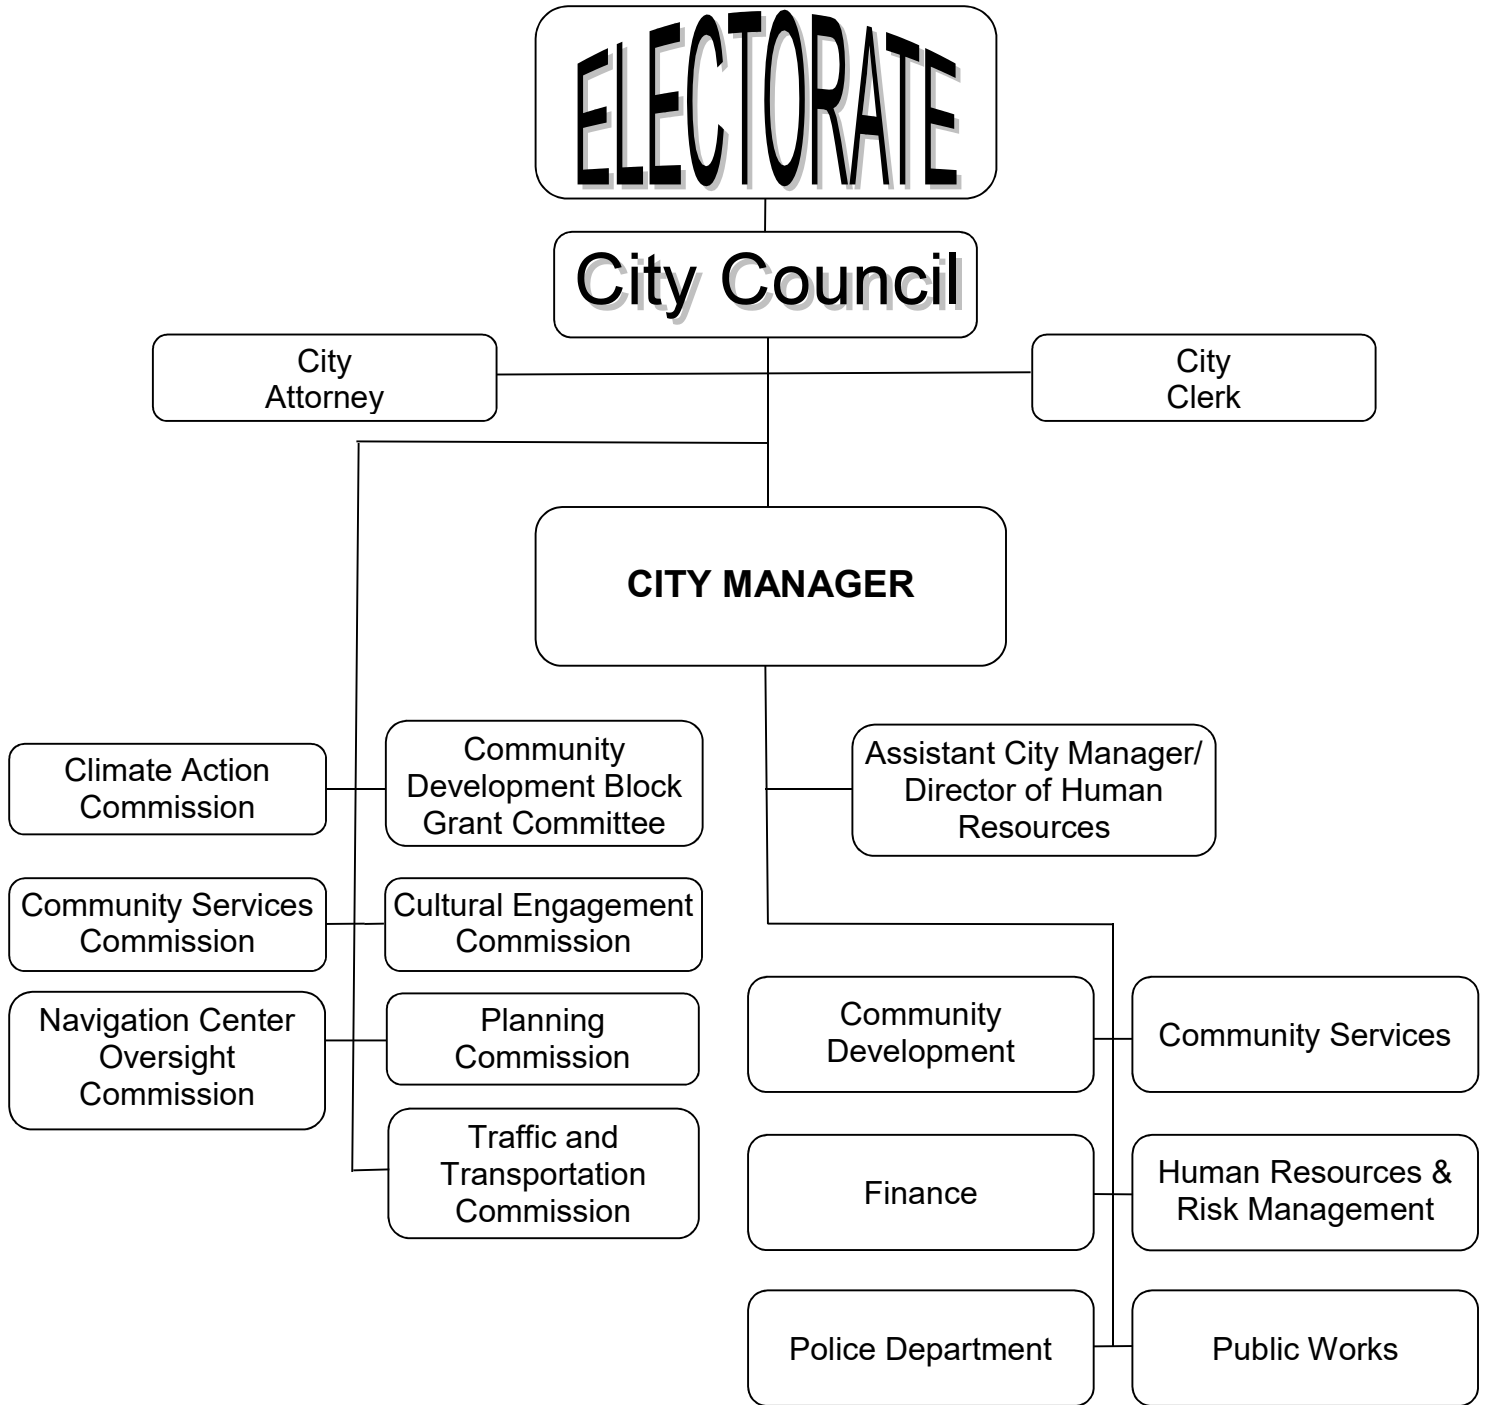 ELECTORATE
City Council
City
Attorney
City
Clerk
CITY MANAGER
Climate Action
Commission
Community
Development Block
Grant Committee
Assistant City Manager/
Director of Human
Resources
Community Services
Commission
Cultural Engagement
Commission
Navigation Center
Oversight
Commission
Planning
Commission
Community
Development
Community Services
Traffic and
Transportation
Commission
Finance
Human Resources &
Risk Management
Police Department
Public Works